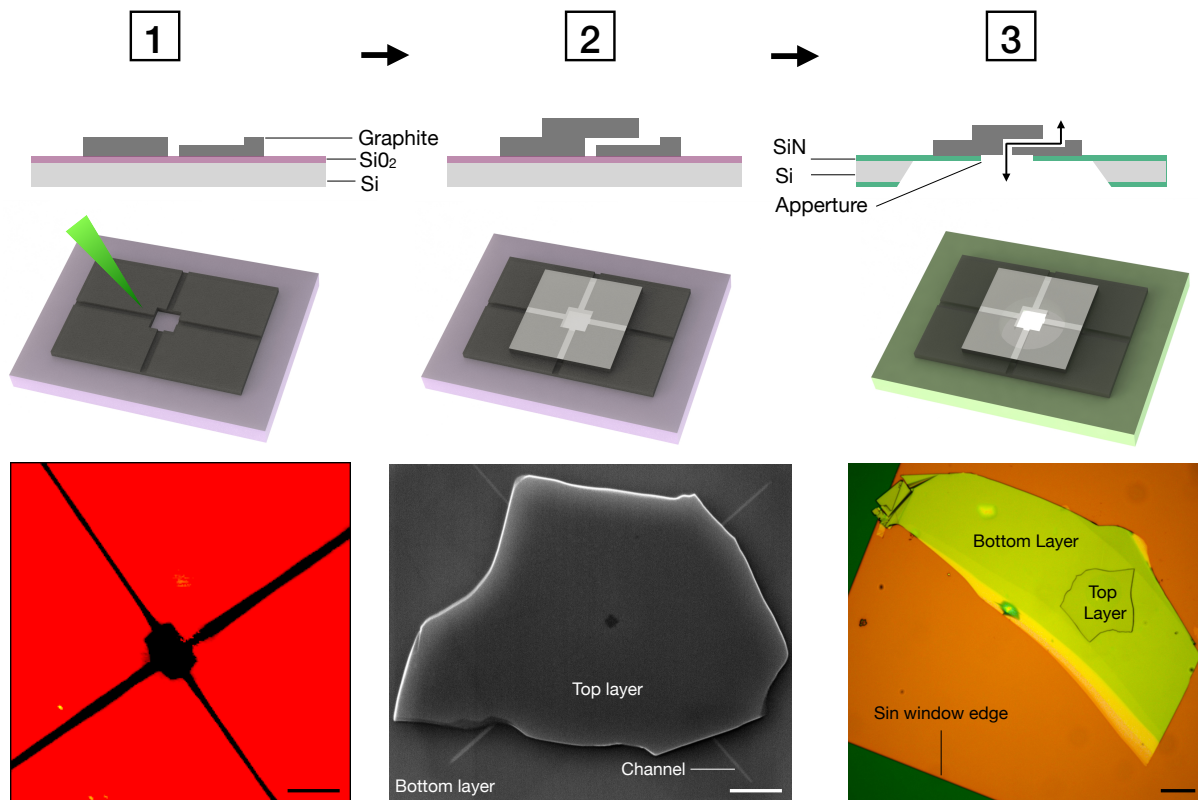 1
2
3
Graphite
SiO₂
Si
SiN
Si
Apperture
Top layer
Channel
Bottom layer
Bottom Layer
Top
Layer
Sin window edge